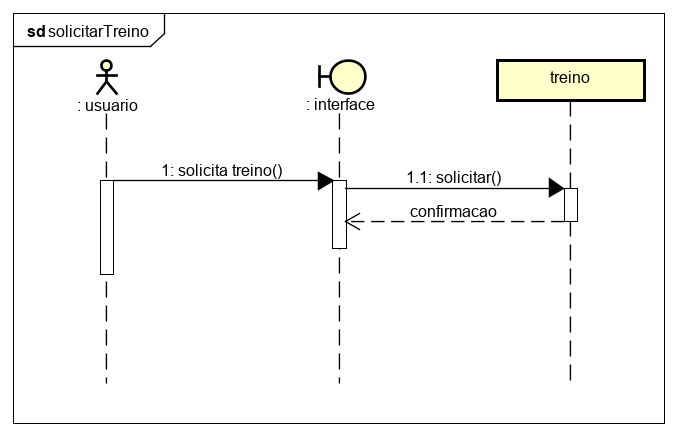 sd solicitarTreino
: usuario
: interface
treino
1: solicita treino()
1.1: solicitar()
confirmacao